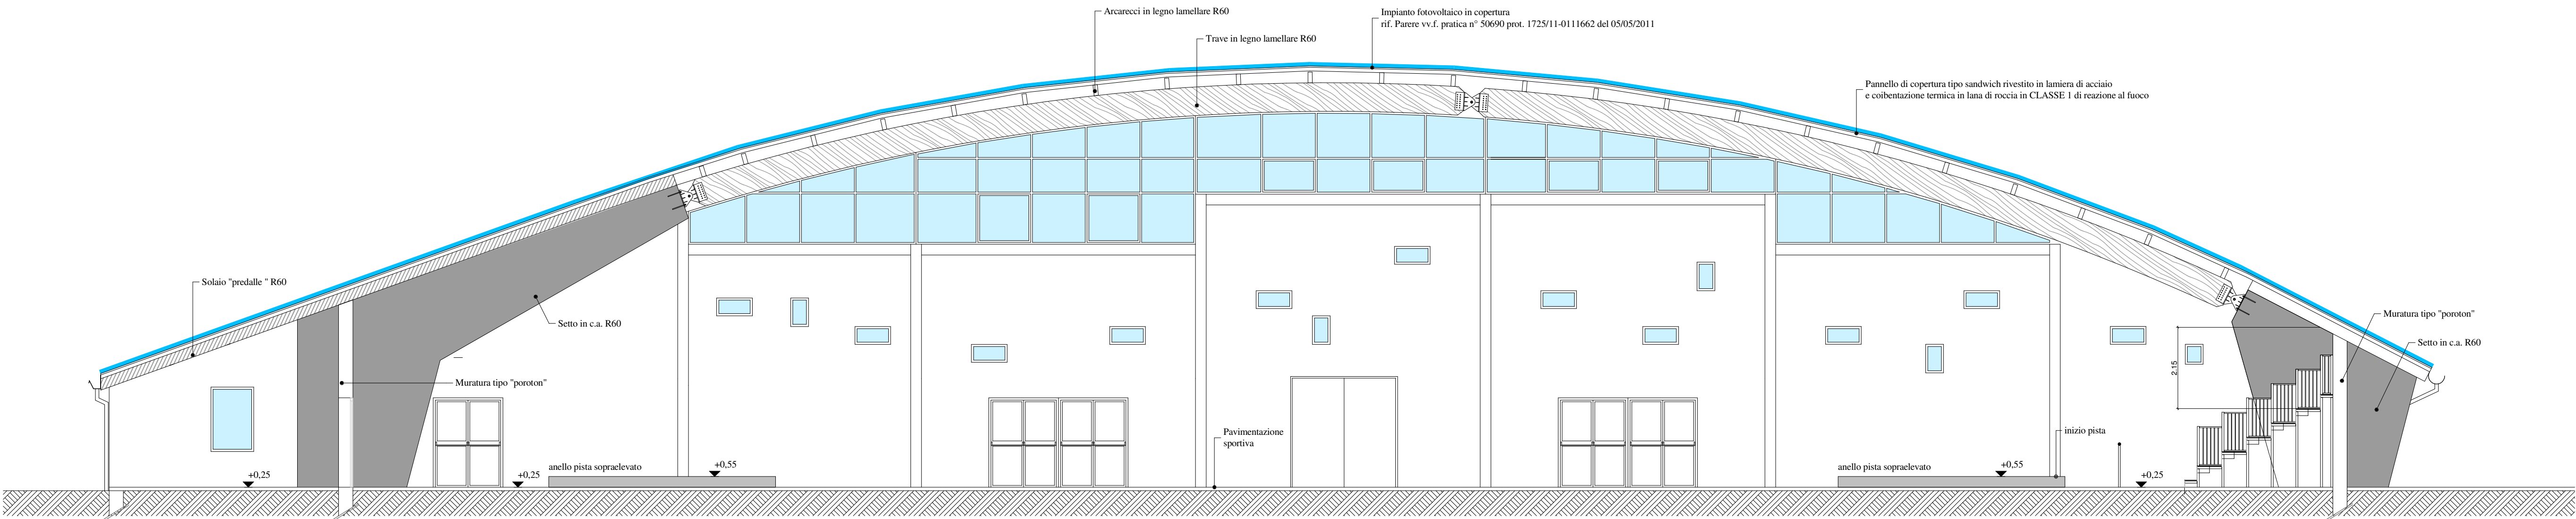 Arcarecci in legno lamellare R60
Impianto fotovoltaico in copertura
rif. Parere vv.f. pratica n° 50690 prot. 1725/11-0111662 del 05/05/2011
Trave in legno lamellare R60
Pannello di copertura tipo sandwich rivestito in lamiera di acciaio
e coibentazione termica in lana di roccia in CLASSE 1 di reazione al fuoco
Solaio "predalle " R60
Setto in c.a. R60
Muratura tipo "poroton"
Muratura tipo "poroton"
Setto in c.a. R60
2.15
Pavimentazione
sportiva
inizio pista
+0,25
+0,25
anello pista sopraelevato
+0,55
anello pista sopraelevato
+0,55
+0,25